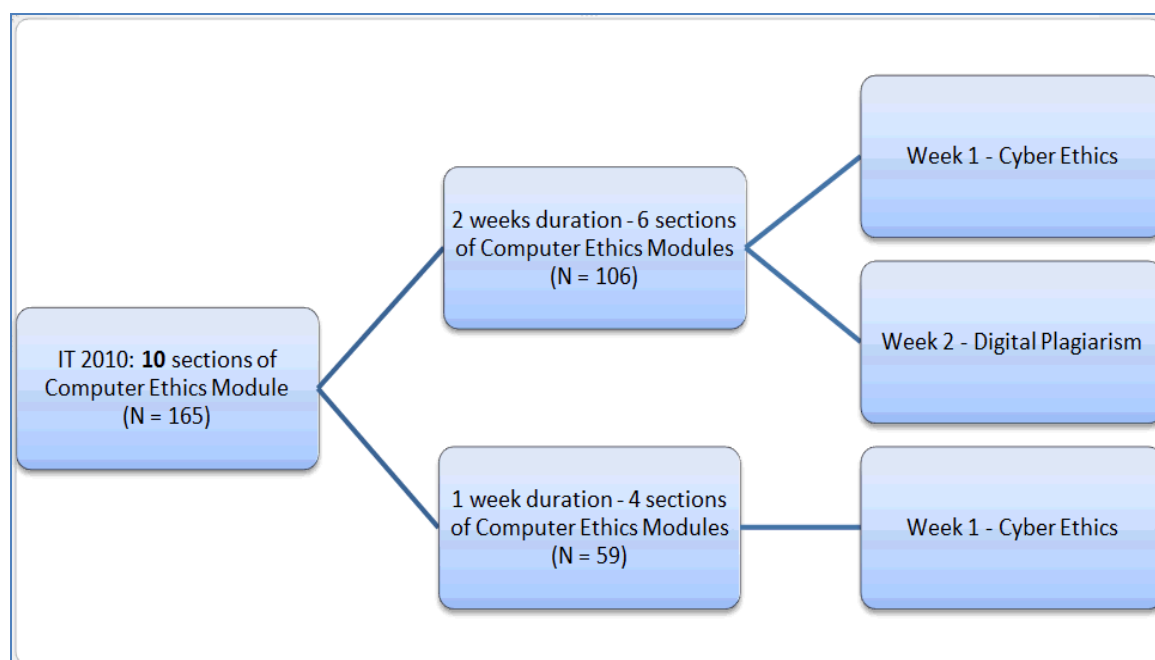 IT 2010: 10 sections of
Computer Ethics Module
(N = 165)
2 weeks duration - 6 sections
of Computer Ethics Modules
(N = 106)
Week 1 - Cyber Ethics
Week 2 - Digital Plagiarism
1 week duration - 4 sections
of Computer Ethics Modules
(N = 59)
Week 1 - Cyber Ethics